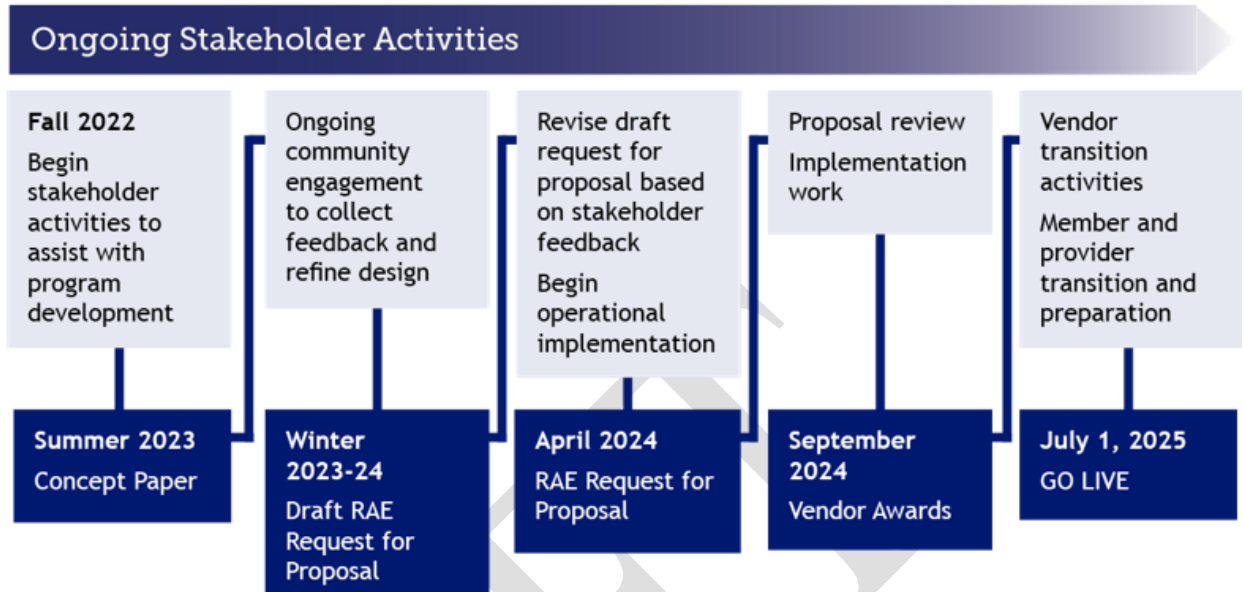 Ongoing Stakeholder Activities
Fall 2022
Begin
stakeholder
activities to
assist with
program
development
Summer 2023
Concept Paper
Ongoing
community
engagement
to collect
feedback and
refine design
Winter
2023-24
Draft RAE
Request for
Proposal
Revise draft
request for
proposal based
on stakeholder
feedback
Begin
operational
implementation
April 2024
RAE Request for
Proposal
Proposal review
Implementation
work
September
2024
Vendor Awards
Vendor
transition
activities
Member and
provider
transition and
preparation
July 1, 2025
GO LIVE